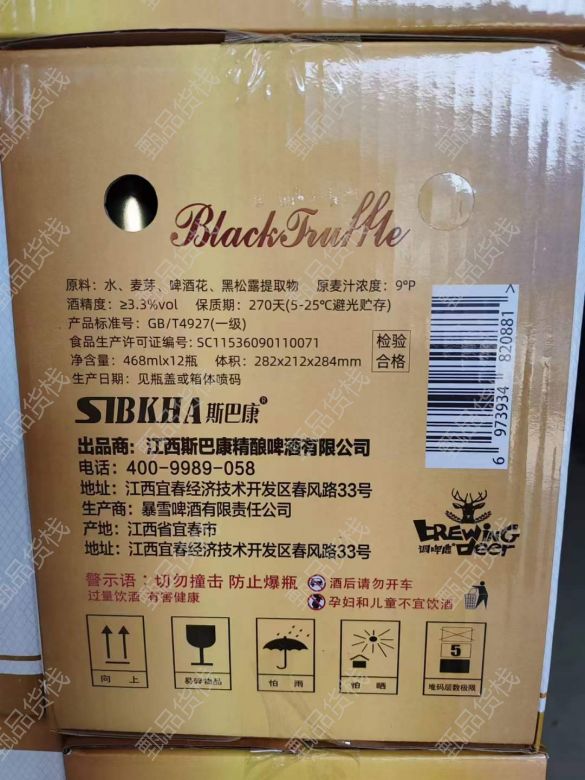 Black Truffle
原料：水、麦芽、啤酒花、黑松露提取物 原麦汁浓度：9°P
酒精度：≥3.3%vol 保质期：270天(5-25℃避光贮存)
产品标准号：GB/T4927(一级)
食品生产许可证编号：SC11536090110071
净含量：468mlx12瓶 体积：282x212x284mm
生产日期：见瓶盖或箱体喷码
检验
合格
6 973934 820881 >
SIBKHA 斯巴康®
出品商：江西斯巴康精酿啤酒有限公司
电话：400-9989-058
地址：江西宜春经济技术开发区春风路33号
生产商：暴雪啤酒有限责任公司
产地：江西省宜春市
地址：江西宜春经济技术开发区春风路33号
BREWING
deer
调啤鹿
警示语：切勿撞击 防止爆瓶
过量饮酒 有害健康
酒后请勿开车
孕妇和儿童不宜饮酒
向上
易碎物品
怕雨
怕晒
5
堆码层数极限
甄品货栈